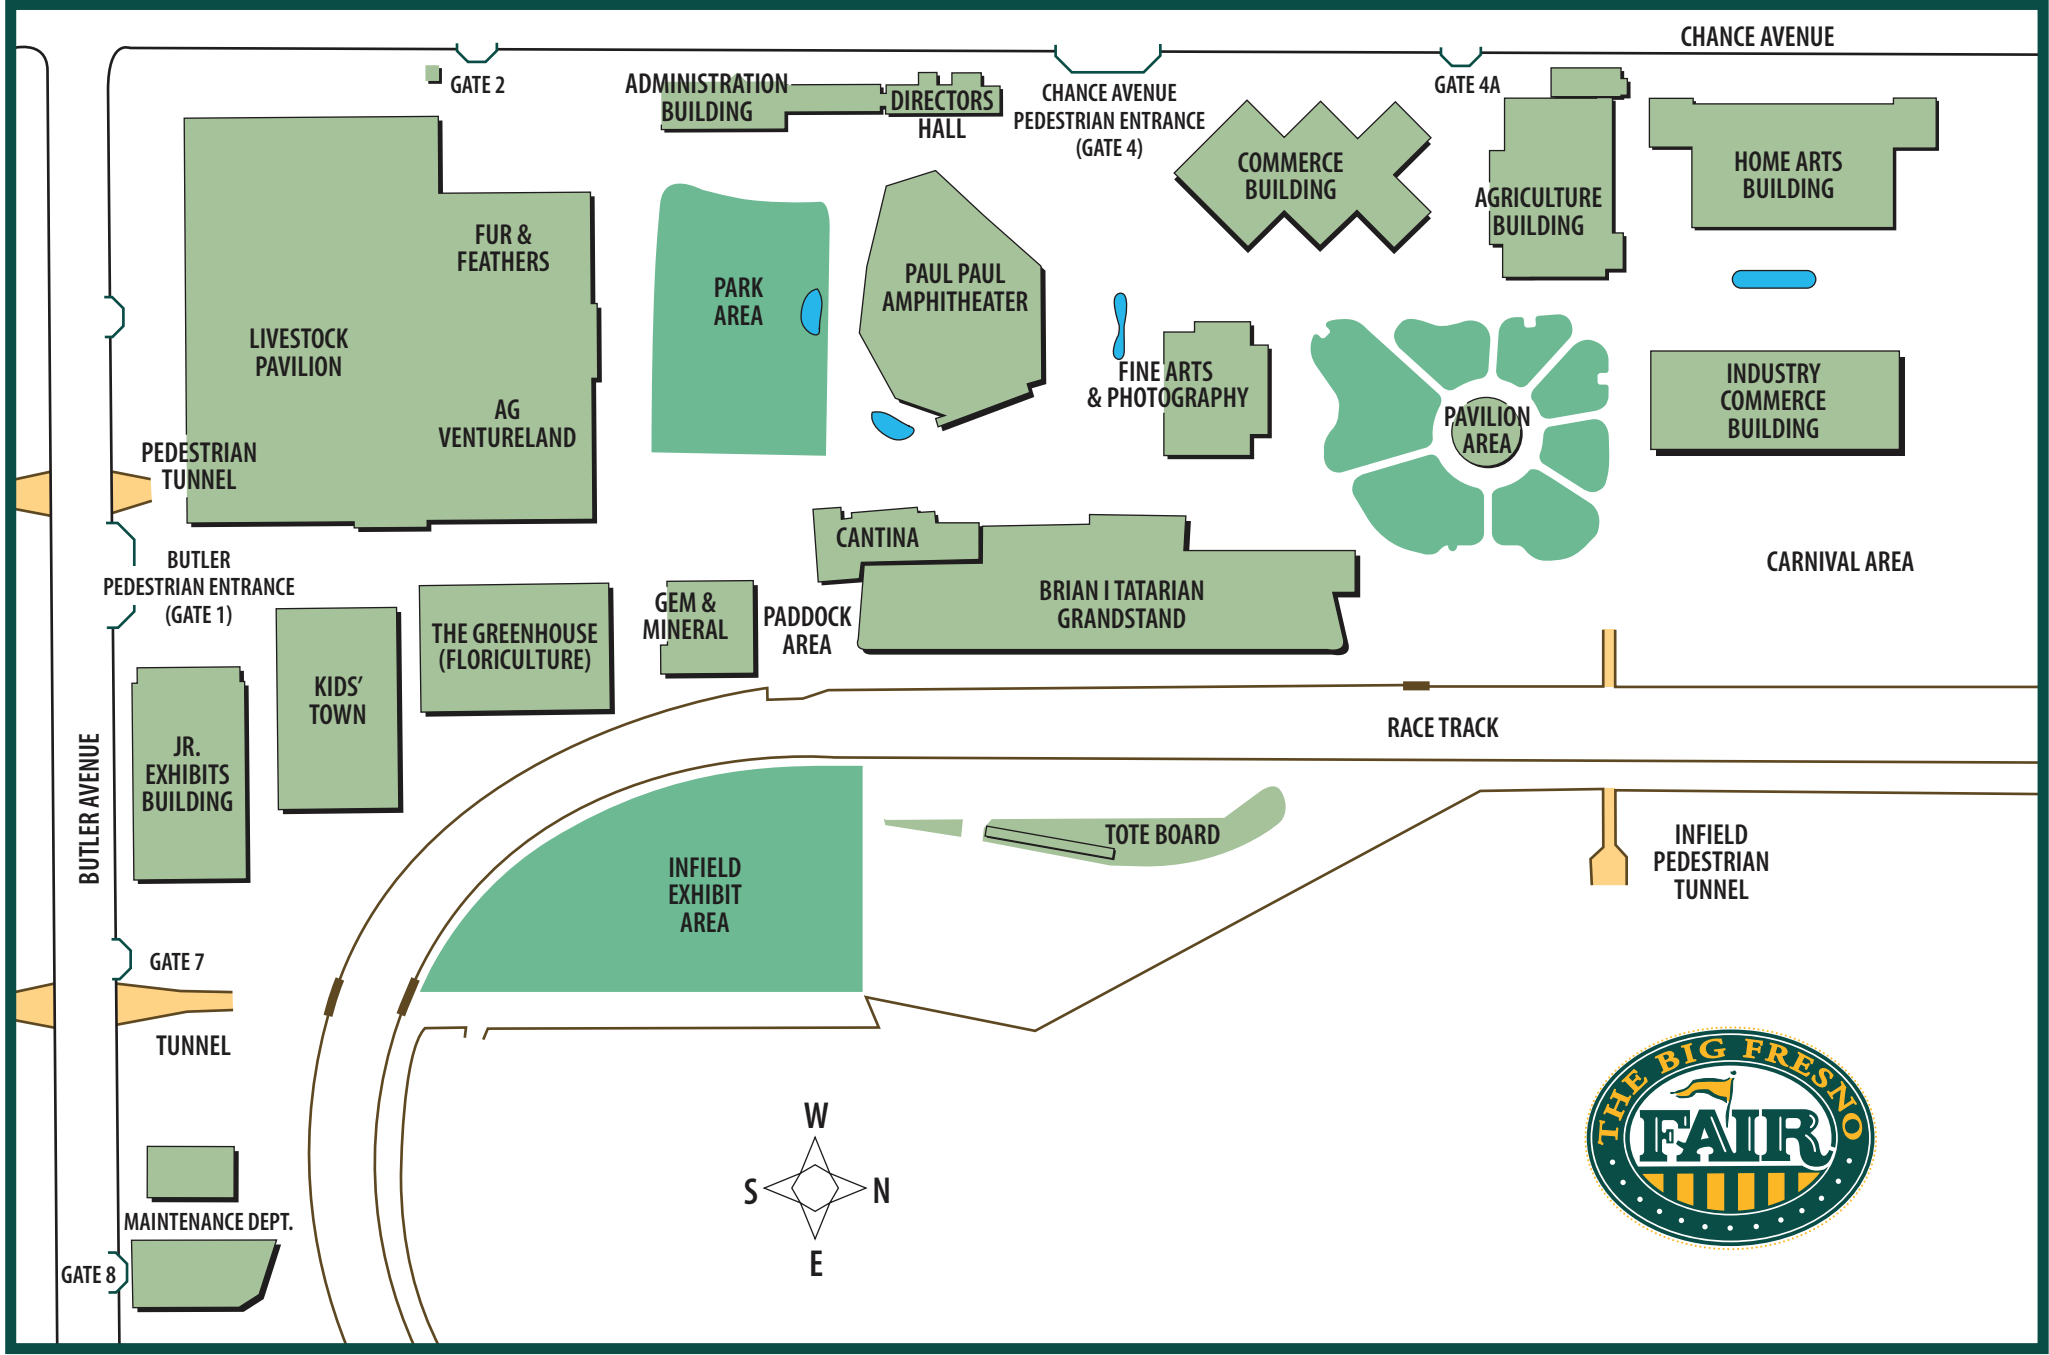 CHANCE AVENUE
GATE 2
ADMINISTRATION
BUILDING
DIRECTORS
HALL
CHANCE AVENUE
PEDESTRIAN ENTRANCE
(GATE 4)
GATE 4A
COMMERCE
BUILDING
AGRICULTURE
BUILDING
HOME ARTS
BUILDING
FUR &
FEATHERS
LIVESTOCK
PAVILION
AG
VENTURELAND
PARK
AREA
PAUL PAUL
AMPHITHEATER
FINE ARTS
& PHOTOGRAPHY
PAVILION
AREA
INDUSTRY
COMMERCE
BUILDING
PEDESTRIAN
TUNNEL
BUTLER
PEDESTRIAN ENTRANCE
(GATE 1)
CANTINA
BRIAN I TATARIAN
GRANDSTAND
CARNIVAL AREA
GEM &
MINERAL
PADDOCK
AREA
THE GREENHOUSE
(FLORICULTURE)
KIDS'
TOWN
JR.
EXHIBITS
BUILDING
BUTLER AVENUE
RACE TRACK
TOTE BOARD
INFIELD
PEDESTRIAN
TUNNEL
INFIELD
EXHIBIT
AREA
GATE 7
TUNNEL
MAINTENANCE DEPT.
GATE 8
W
S
N
E
THE BIG FRESNO
FAIR